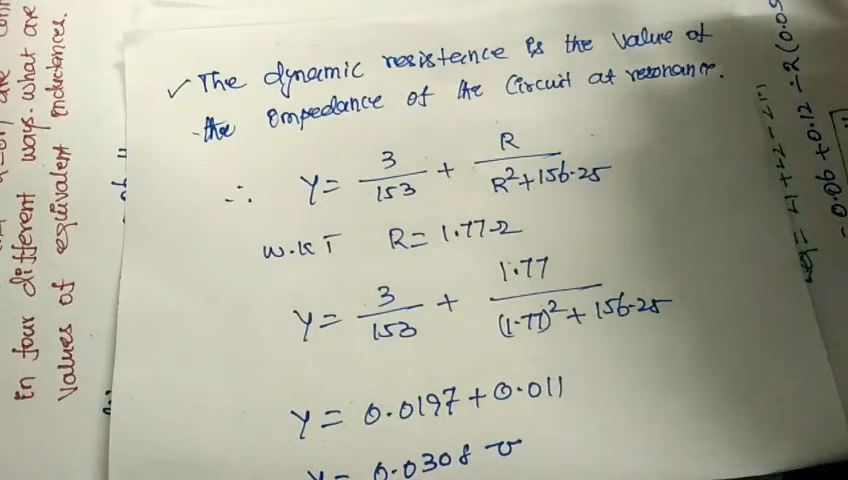 ✓ The dynamic resistence is the value of
the impedance of the Circuit at resonance.
∴ Y = 3/153 + R/R²+156.25
W.K.T R = 1.77Ω
Y = 3/153 + 1.77/(1.77)²+156.25
Y = 0.0197 + 0.011
Y = 0.0308 ʊ
in four different ways. what are
values of equivalent inductances.